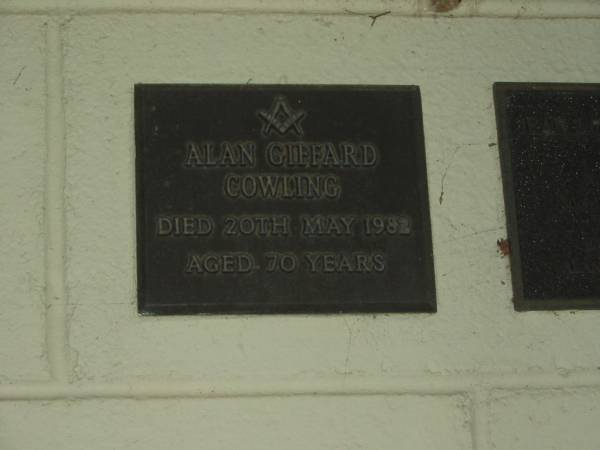 ALAN GIFFARD
COWLING
DIED 20TH MAY 1982
AGED 70 YEARS